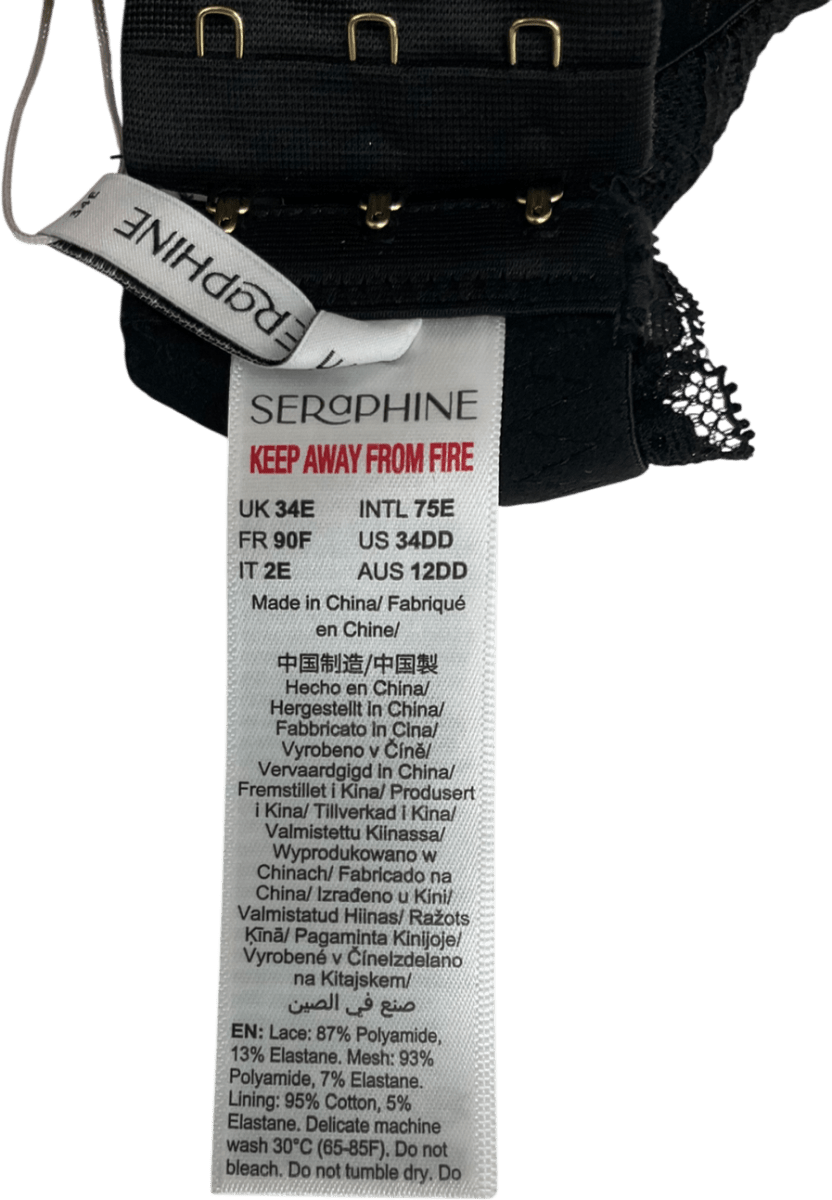 34E
SERAPHINE
SERAPHINE
KEEP AWAY FROM FIRE
UK 34E INTL 75E
FR 90F US 34DD
IT 2E AUS 12DD
Made in China/ Fabriqué
en Chine/
中国制造/中国製
Hecho en China/
Hergestellt in China/
Fabbricato in Cina/
Vyrobeno v Číně/
Vervaardgigd in China/
Fremstillet i Kina/ Produsert
i Kina/ Tillverkad i Kina/
Valmistettu Kiinassa/
Wyprodukowano w
Chinach/ Fabricado na
China/ Izrađeno u Kini/
Valmistatud Hiinas/ Ražots
Ķīnā/ Pagaminta Kinijoje/
Vyrobené v ČíneIzdelano
na Kitajskem/
صنع في الصين
EN: Lace: 87% Polyamide,
13% Elastane. Mesh: 93%
Polyamide, 7% Elastane.
Lining: 95% Cotton, 5%
Elastane. Delicate machine
wash 30°C (65-85F). Do not
bleach. Do not tumble dry. Do